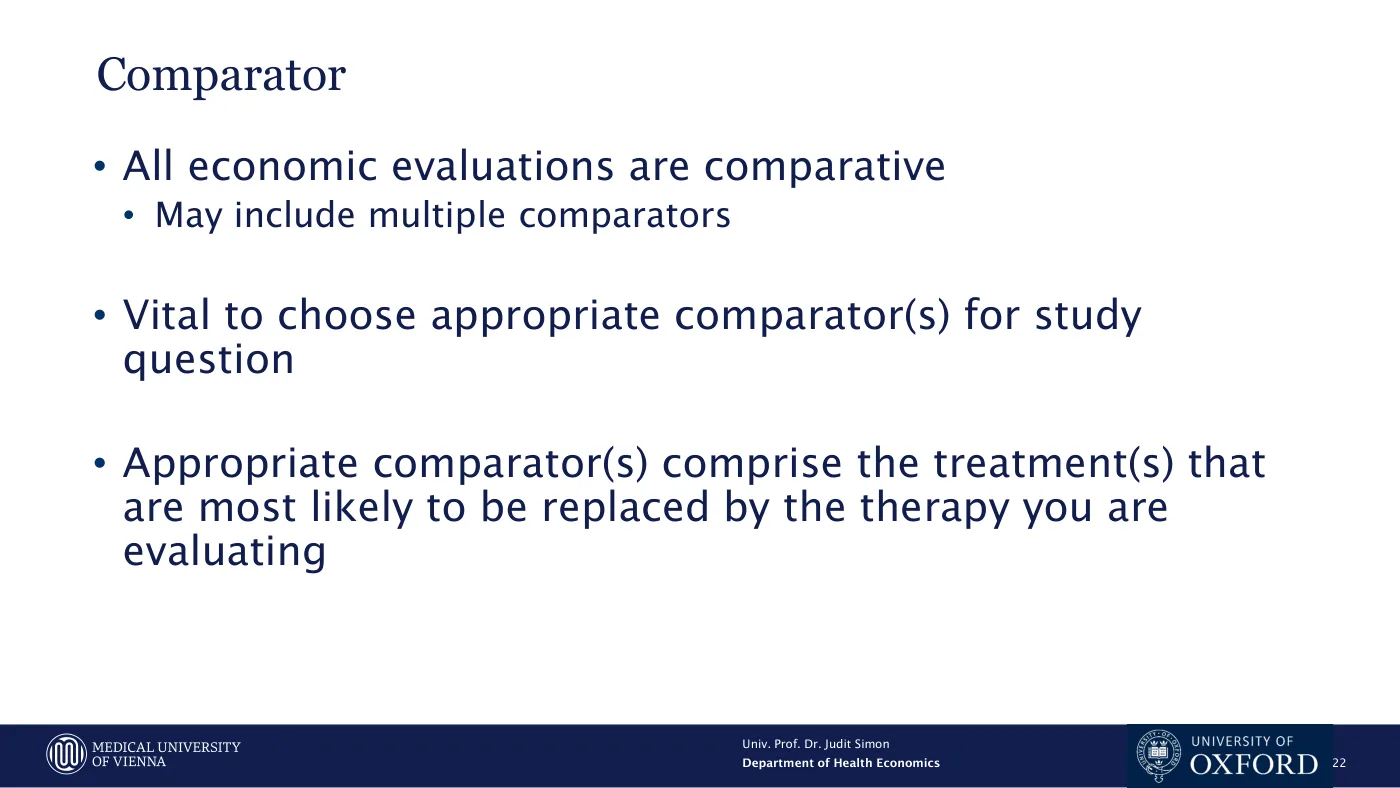 Comparator
• All economic evaluations are comparative
• May include multiple comparators
• Vital to choose appropriate comparator(s) for study
question
• Appropriate comparator(s) comprise the treatment(s) that
are most likely to be replaced by the therapy you are
evaluating
MEDICAL UNIVERSITY
OF VIENNA
Univ. Prof. Dr. Judit Simon
Department of Health Economics
UNIVERSITY OF
OXFORD
22